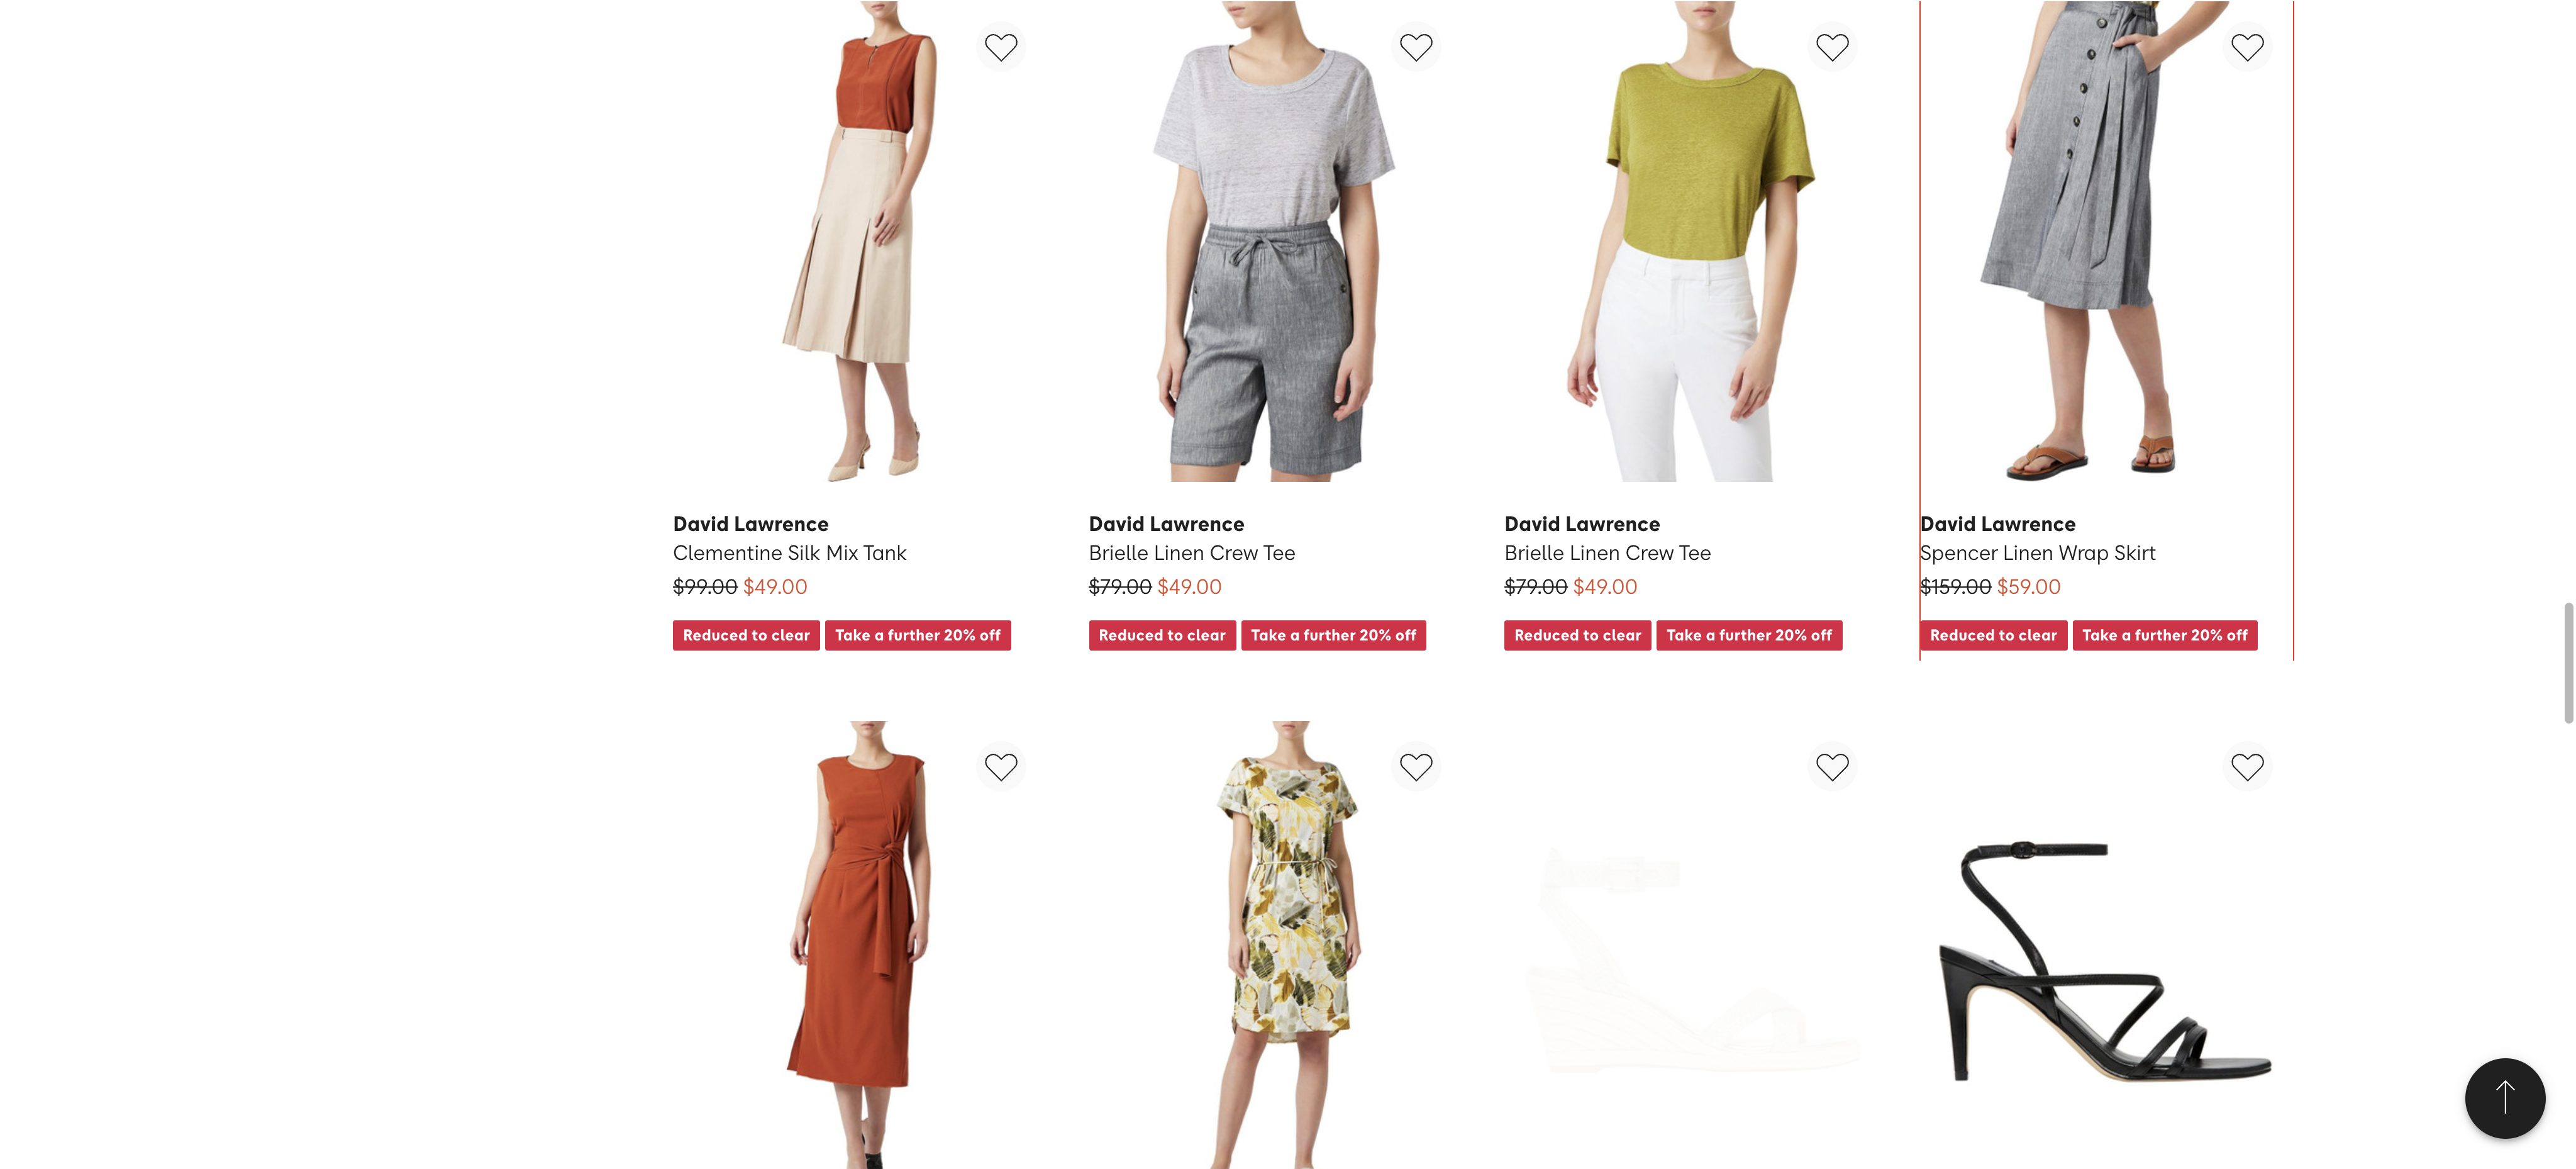 David Lawrence
Clementine Silk Mix Tank
$99.00 $49.00
Reduced to clear Take a further 20% off
David Lawrence
Brielle Linen Crew Tee
$79.00 $49.00
Reduced to clear Take a further 20% off
David Lawrence
Brielle Linen Crew Tee
$79.00 $49.00
Reduced to clear Take a further 20% off
David Lawrence
Spencer Linen Wrap Skirt
$159.00 $59.00
Reduced to clear Take a further 20% off